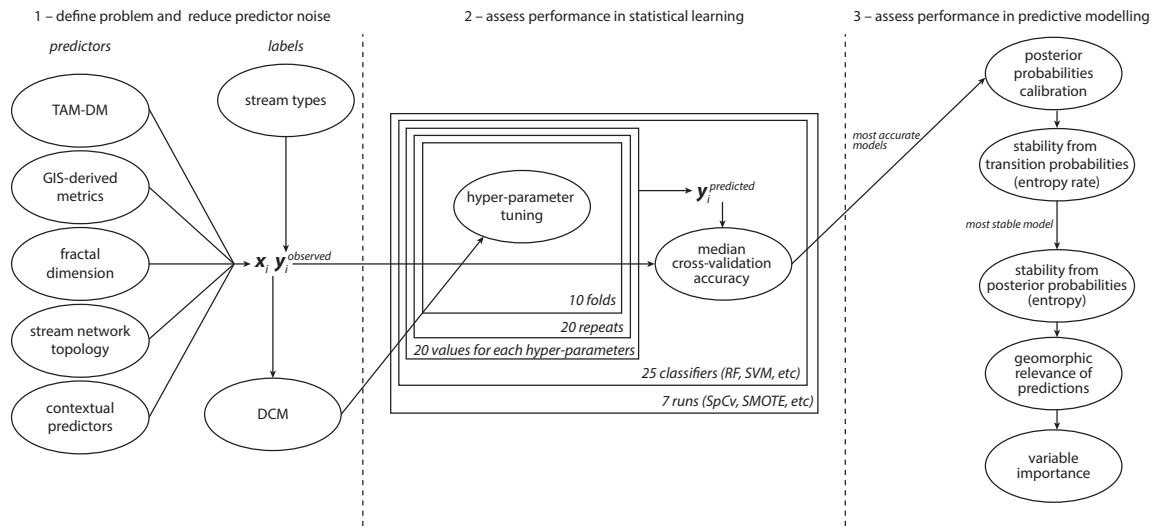 1 – define problem and reduce predictor noise
predictors
labels
TAM-DM
GIS-derived
metrics
fractal
dimension
stream network
topology
contextual
predictors
stream types
x_i y_i^observed
DCM
2 – assess performance in statistical learning
hyper-parameter
tuning
10 folds
20 repeats
20 values for each hyper-parameters
25 classifiers (RF, SVM, etc)
7 runs (SpCv, SMOTE, etc)
y_i^predicted
median
cross-validation
accuracy
3 – assess performance in predictive modelling
most accurate
models
posterior
probabilities
calibration
stability from
transition probabilities
(entropy rate)
most stable model
stability from
posterior probabilities
(entropy)
geomorphic
relevance of
predictions
variable
importance